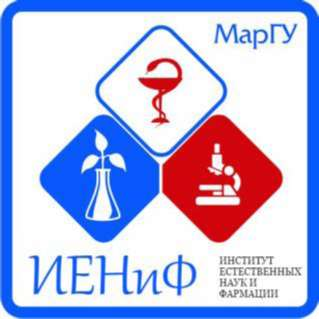 МарГУ
ИЕНиФ
ИНСТИТУТ
ЕСТЕСТВЕННЫХ
НАУК И
ФАРМАЦИИ